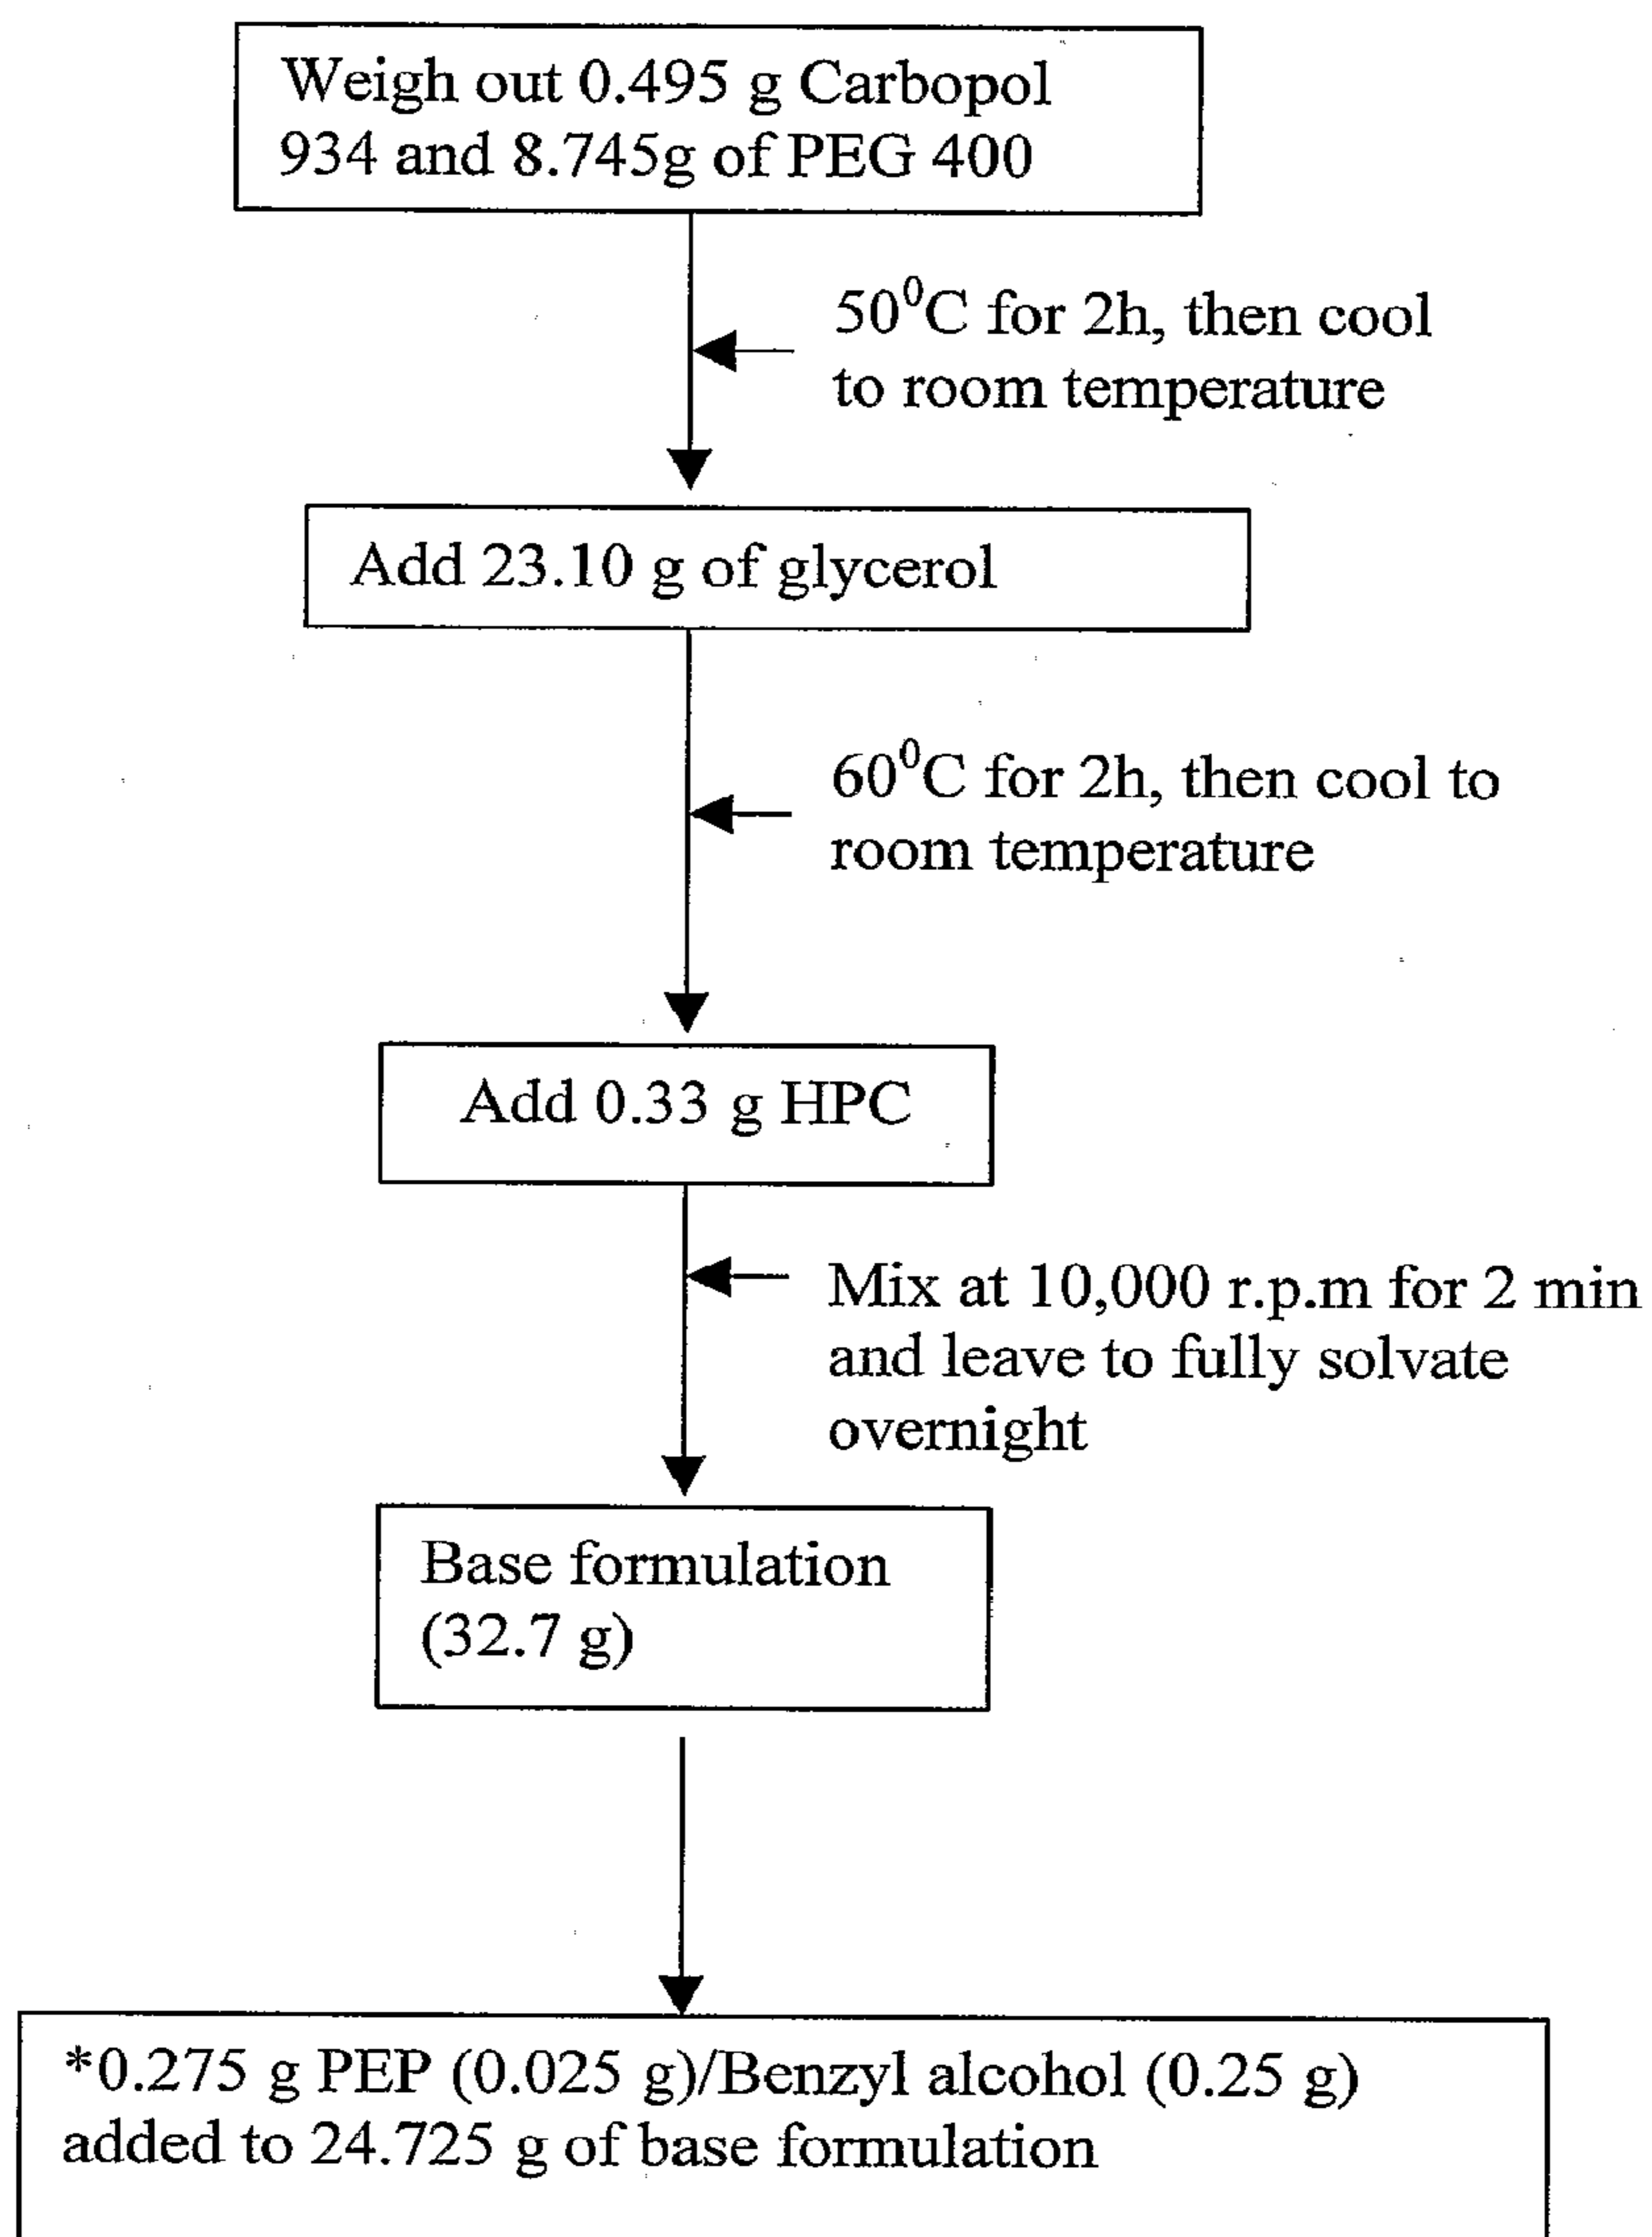 Weigh out 0.495 g Carbopol
934 and 8.745g of PEG 400
50⁰C for 2h, then cool
to room temperature
Add 23.10 g of glycerol
60⁰C for 2h, then cool to
room temperature
Add 0.33 g HPC
Mix at 10,000 r.p.m for 2 min
and leave to fully solvate
overnight
Base formulation
(32.7 g)
*0.275 g PEP (0.025 g)/Benzyl alcohol (0.25 g)
added to 24.725 g of base formulation